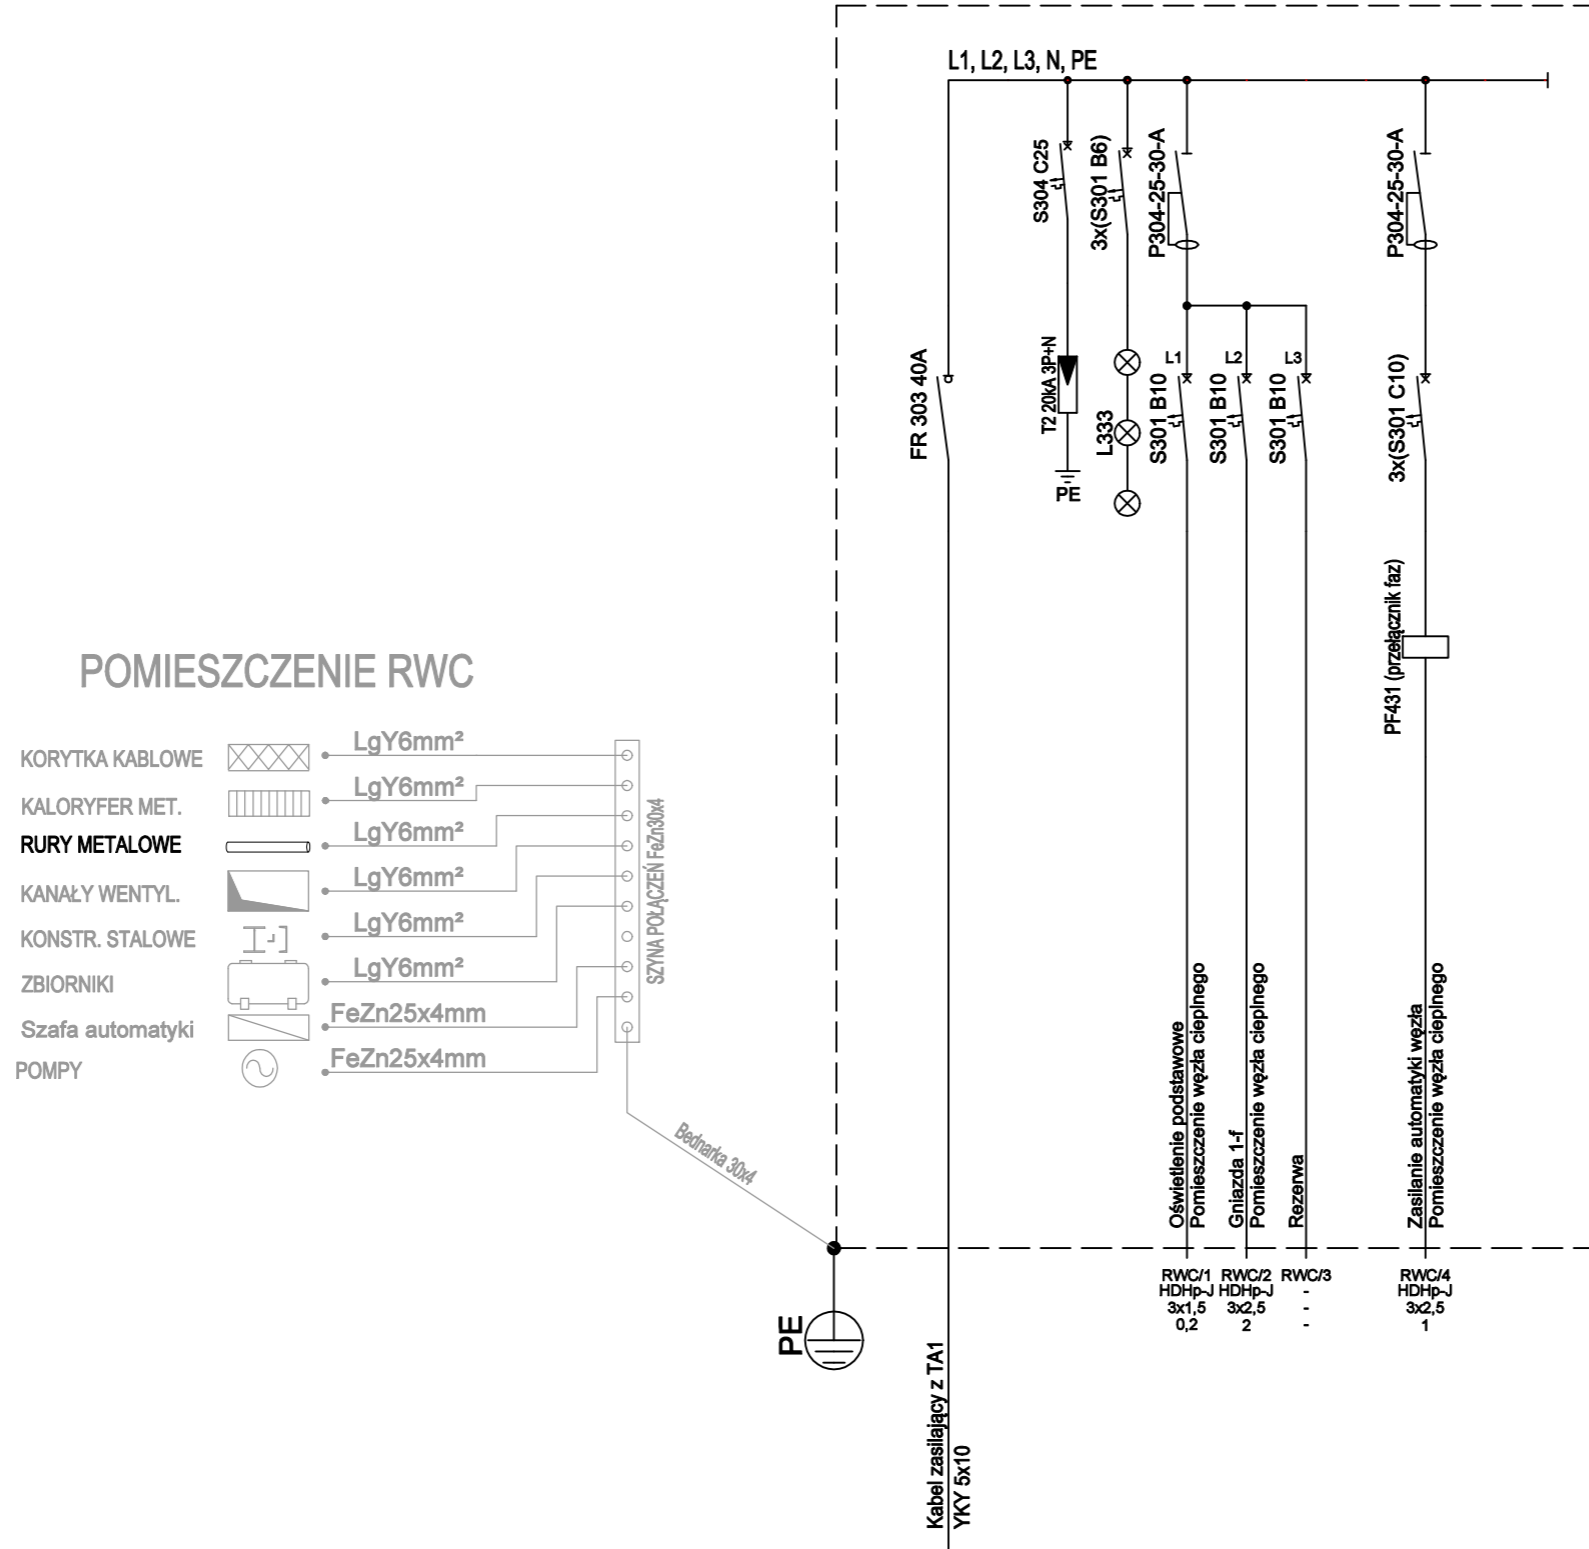 L1, L2, L3, N, PE
FR 303 40A
S304 C25
T2 20kA 3P+N
PE
3x(S301 B6)
L333
P304-25-30-A
L1
S301 B10
L2
S301 B10
L3
S301 B10
P304-25-30-A
3x(S301 C10)
PF431 (przełącznik faz)
POMIESZCZENIE RWC
KORYTKA KABLOWE
LgY6mm²
KALORYFER MET.
LgY6mm²
RURY METALOWE
LgY6mm²
KANAŁY WENTYL.
LgY6mm²
KONSTR. STALOWE
LgY6mm²
ZBIORNIKI
LgY6mm²
Szafa automatyki
FeZn25x4mm
POMPY
FeZn25x4mm
SZYNA POŁĄCZEŃ FeZn30x4
Bednarka 30x4
PE
Oświetlenie podstawowe
Pomieszczenie węzła cieplnego
Gniazda 1-f
Pomieszczenie węzła cieplnego
Rezerwa
Zasilanie automatyki węzła
Pomieszczenie węzła cieplnego
RWC/1
HDHp-J
3x1,5
0,2
RWC/2
HDHp-J
3x2,5
2
RWC/3
-
-
-
RWC/4
HDHp-J
3x2,5
1
Kabel zasilający z TA1
YKY 5x10